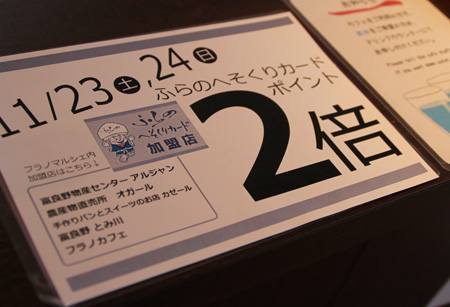 11/23土,24日
ふらのへそくりカード
ポイント
2倍
ふらの
へそくりカード
加盟店
フラノマルシェ内
加盟店はこちら!
富良野物産センター アルジャン
農産物直売所 オガール
手作りパンとスイーツのお店 カゼール
富良野 とみ川
フラノカフェ